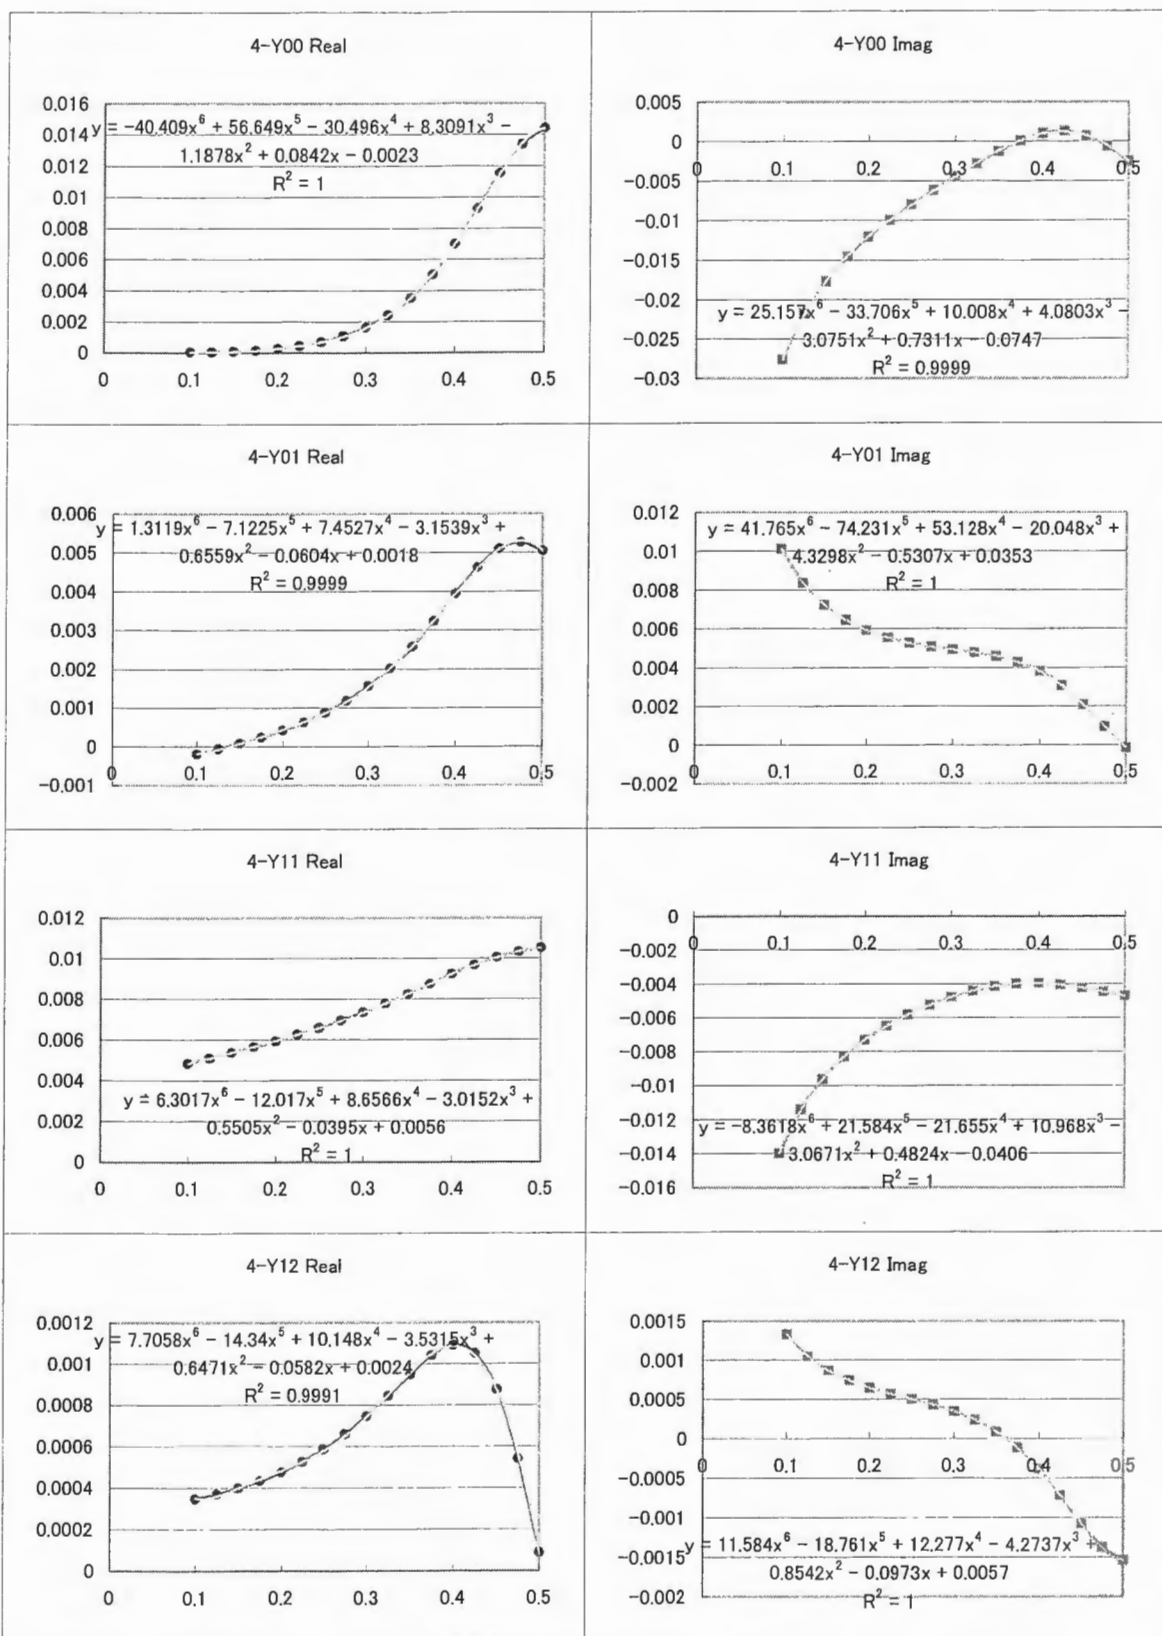 4-Y00 Real
0.016
0.014
0.012
0.01
0.008
0.006
0.004
0.002
0
y = −40.409x⁶ + 56.649x⁵ − 30.496x⁴ + 8.3091x³ −
1.1878x² + 0.0842x − 0.0023
R² = 1
0 0.1 0.2 0.3 0.4 0.5
4-Y00 Imag
0.005
0
−0.005
−0.01
−0.015
−0.02
−0.025
−0.03
0 0.1 0.2 0.3 0.4 0.5
y = 25.157x⁶ − 33.706x⁵ + 10.008x⁴ + 4.0803x³ −
3.0751x² + 0.7311x − 0.0747
R² = 0.9999
4-Y01 Real
0.006
0.005
0.004
0.003
0.002
0.001
0
−0.001
y = 1.3119x⁶ − 7.1225x⁵ + 7.4527x⁴ − 3.1539x³ +
0.6559x² − 0.0604x + 0.0018
R² = 0.9999
0 0.1 0.2 0.3 0.4 0.5
4-Y01 Imag
0.012
0.01
0.008
0.006
0.004
0.002
0
−0.002
y = 41.765x⁶ − 74.231x⁵ + 53.128x⁴ − 20.048x³ +
4.3298x² − 0.5307x + 0.0353
R² = 1
0 0.1 0.2 0.3 0.4 0.5
4-Y11 Real
0.012
0.01
0.008
0.006
0.004
0.002
0
y = 6.3017x⁶ − 12.017x⁵ + 8.6566x⁴ − 3.0152x³ +
0.5505x² − 0.0395x + 0.0056
R² = 1
0 0.1 0.2 0.3 0.4 0.5
4-Y11 Imag
0
−0.002
−0.004
−0.006
−0.008
−0.01
−0.012
−0.014
−0.016
0 0.1 0.2 0.3 0.4 0.5
y = −8.3618x⁶ + 21.584x⁵ − 21.655x⁴ + 10.968x³ −
3.0671x² + 0.4824x − 0.0406
R² = 1
4-Y12 Real
0.0012
0.001
0.0008
0.0006
0.0004
0.0002
0
y = 7.7058x⁶ − 14.34x⁵ + 10.148x⁴ − 3.5315x³ +
0.6471x² − 0.0582x + 0.0024
R² = 0.9991
0 0.1 0.2 0.3 0.4 0.5
4-Y12 Imag
0.0015
0.001
0.0005
0
−0.0005
−0.001
−0.0015
−0.002
0 0.1 0.2 0.3 0.4 0.5
y = 11.584x⁶ − 18.761x⁵ + 12.277x⁴ − 4.2737x³ +
0.8542x² − 0.0973x + 0.0057
R² = 1